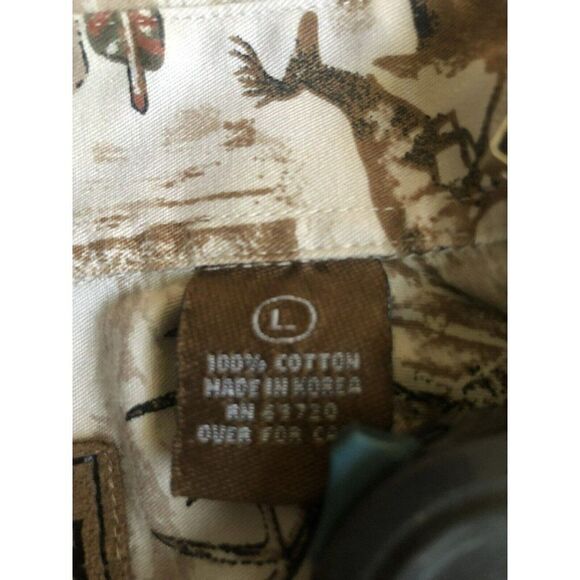 L
100% COTTON
MADE IN KOREA
RN 69720
OVER FOR CA